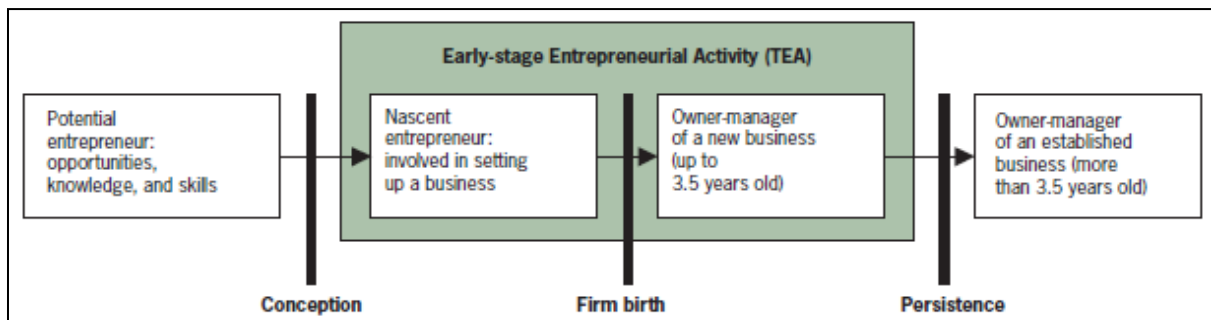 Early-stage Entrepreneurial Activity (TEA)
Potential
entrepreneur:
opportunities,
knowledge, and skills
Nascent
entrepreneur:
involved in setting
up a business
Owner-manager
of a new business
(up to
3.5 years old)
Owner-manager
of an established
business (more
than 3.5 years old)
Conception
Firm birth
Persistence